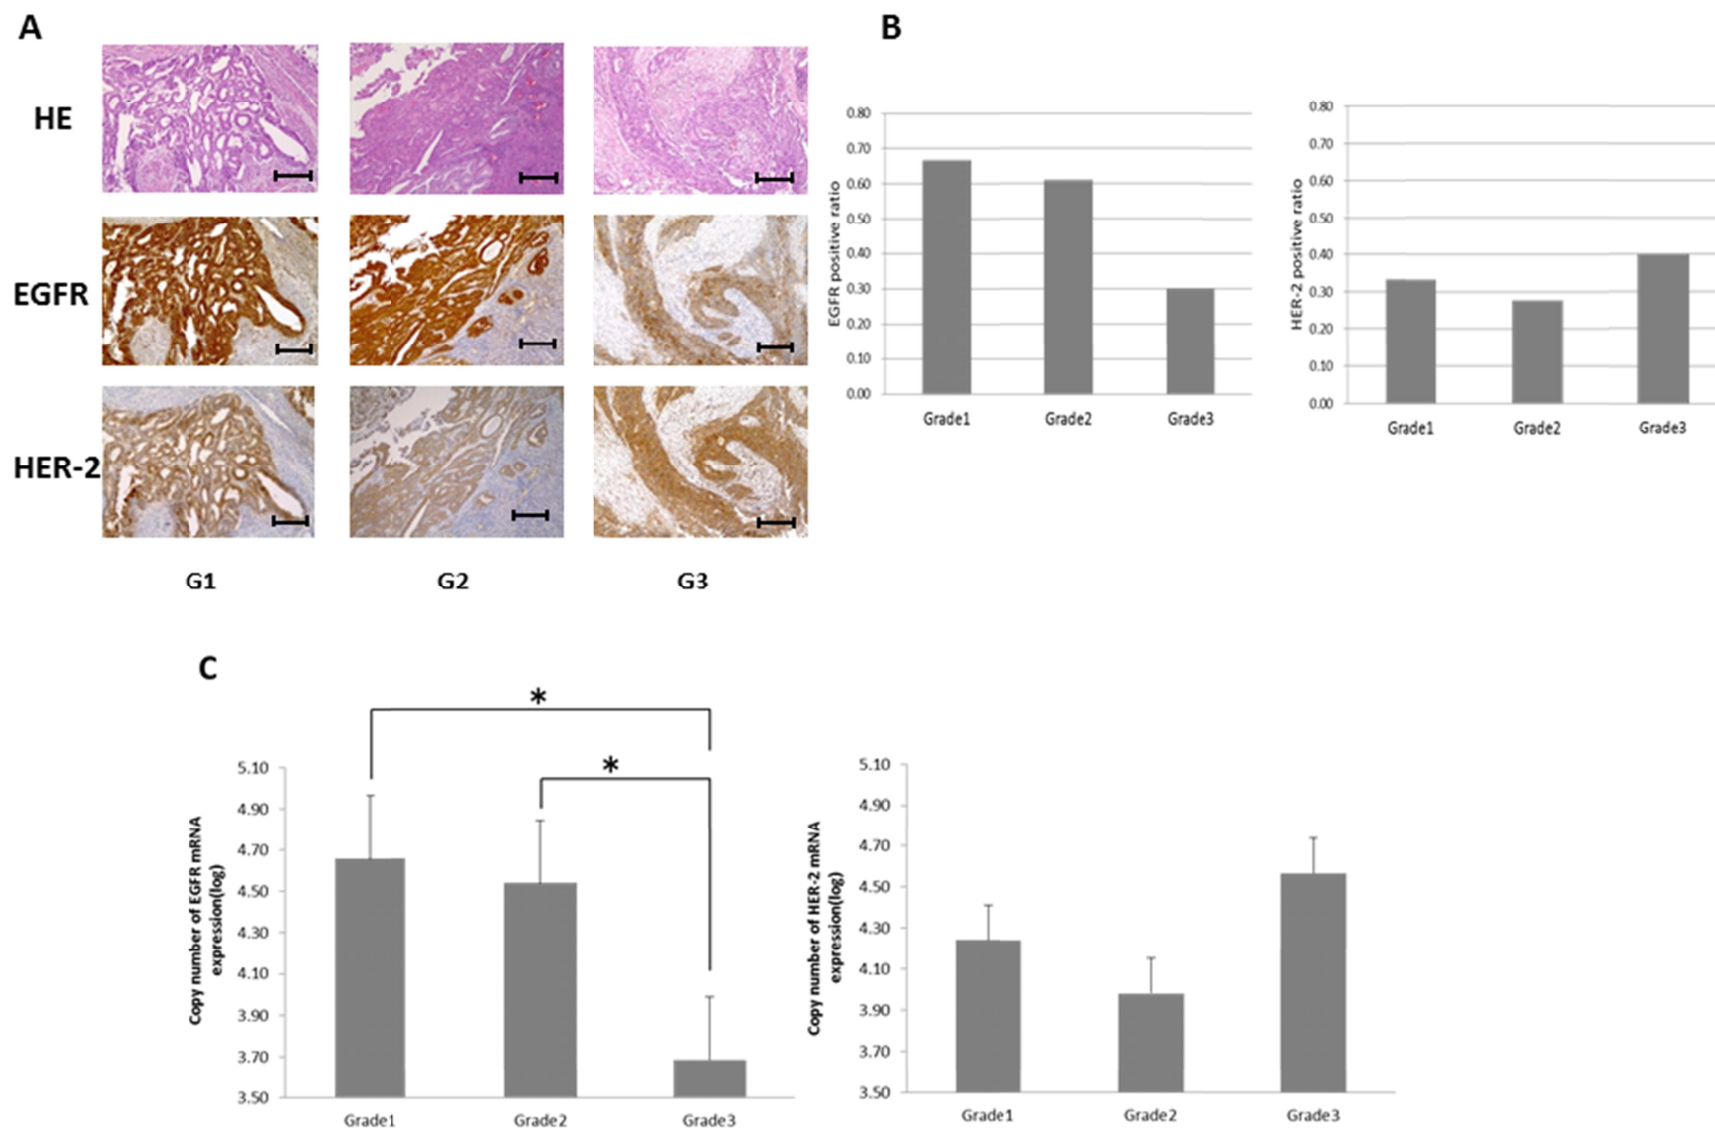 A
HE
EGFR
HER-2
G1
G2
G3
B
EGFR positive ratio
0.80
0.70
0.60
0.50
0.40
0.30
0.20
0.10
0.00
Grade1
Grade2
Grade3
HER-2 positive ratio
0.80
0.70
0.60
0.50
0.40
0.30
0.20
0.10
0.00
Grade1
Grade2
Grade3
C
*
*
Copy number of EGFR mRNA
expression(log)
5.10
4.90
4.70
4.50
4.30
4.10
3.90
3.70
3.50
Grade1
Grade2
Grade3
Copy number of HER-2 mRNA
expression(log)
5.10
4.90
4.70
4.50
4.30
4.10
3.90
3.70
3.50
Grade1
Grade2
Grade3